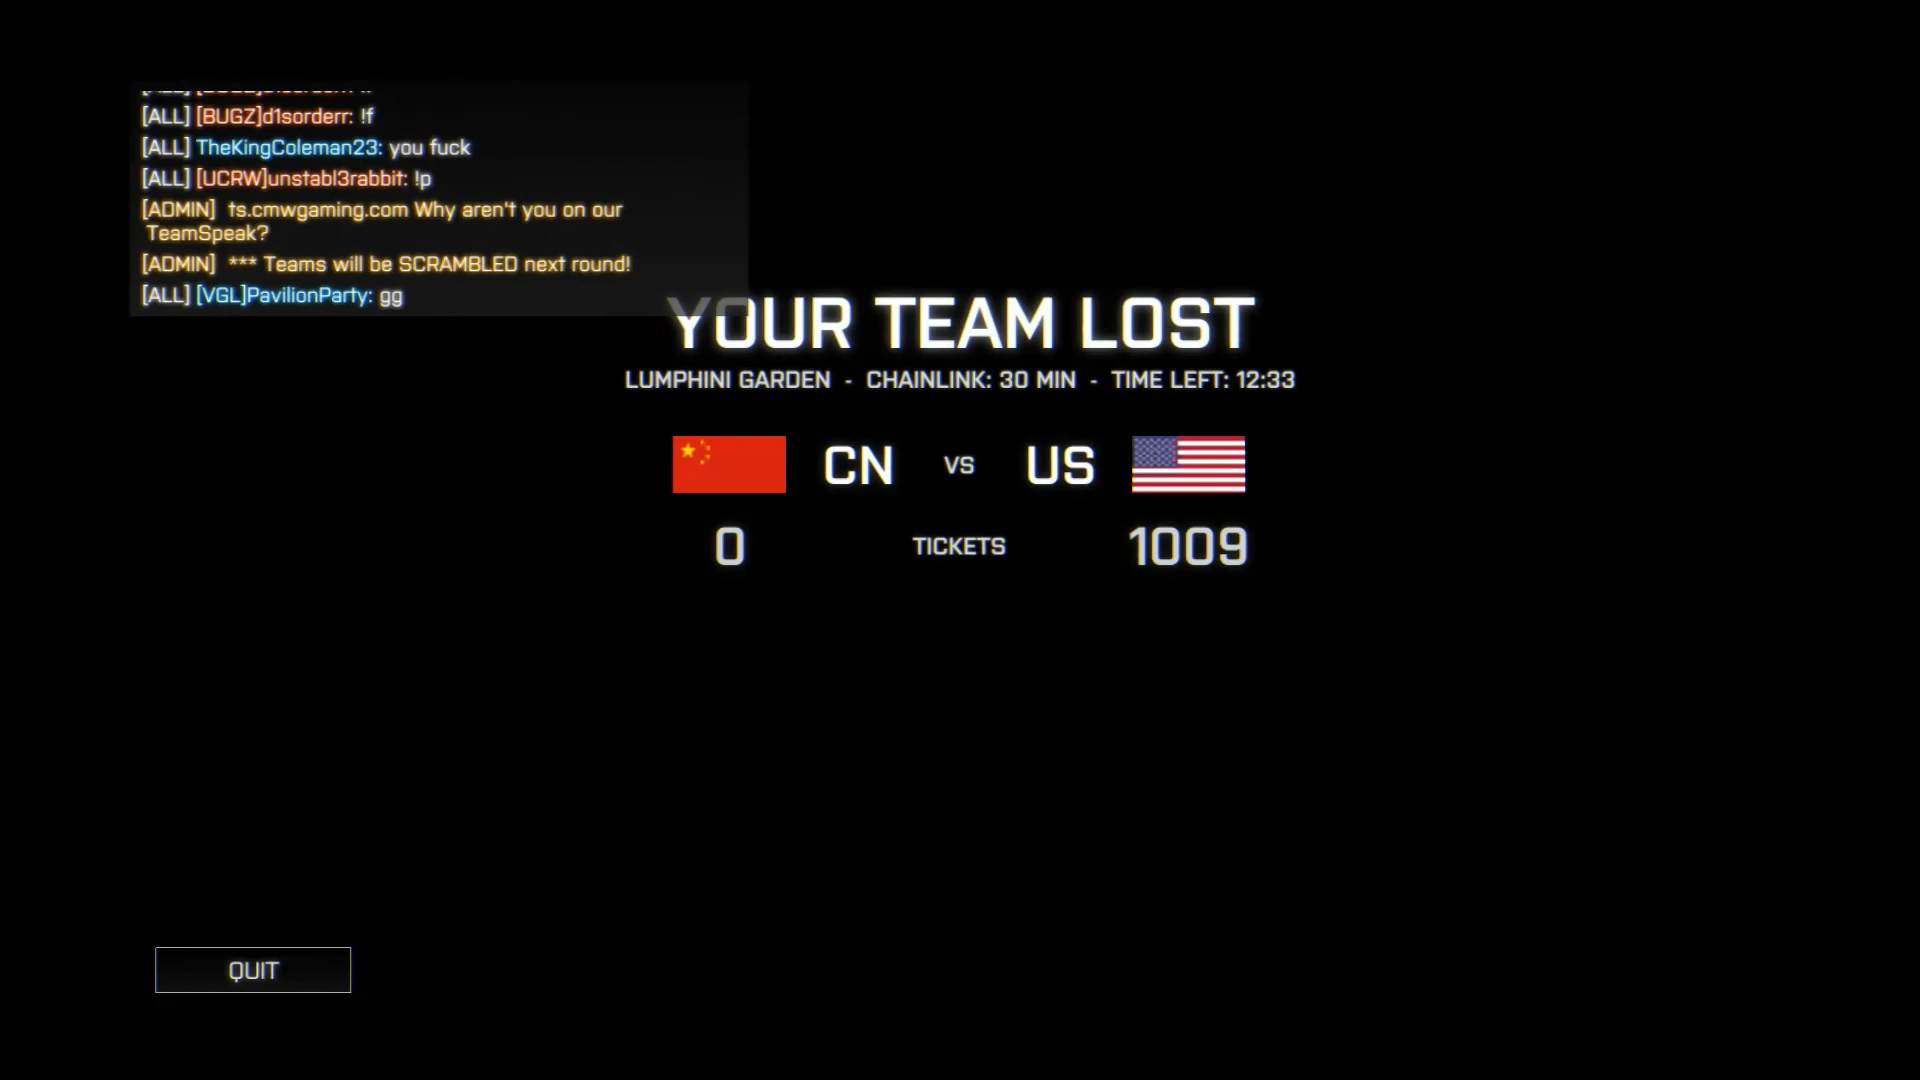 [ALL] [BUGZ]d1sorderr: !f
[ALL] TheKingColeman23: you fuck
[ALL] [UCRW]unstabl3rabbit: !p
[ADMIN] ts.cmwgaming.com Why aren't you on our
TeamSpeak?
[ADMIN] *** Teams will be SCRAMBLED next round!
[ALL] [VGL]PavilionParty: gg
YOUR TEAM LOST
LUMPHINI GARDEN - CHAINLINK: 30 MIN - TIME LEFT: 12:33
CN VS US
0 TICKETS 1009
QUIT